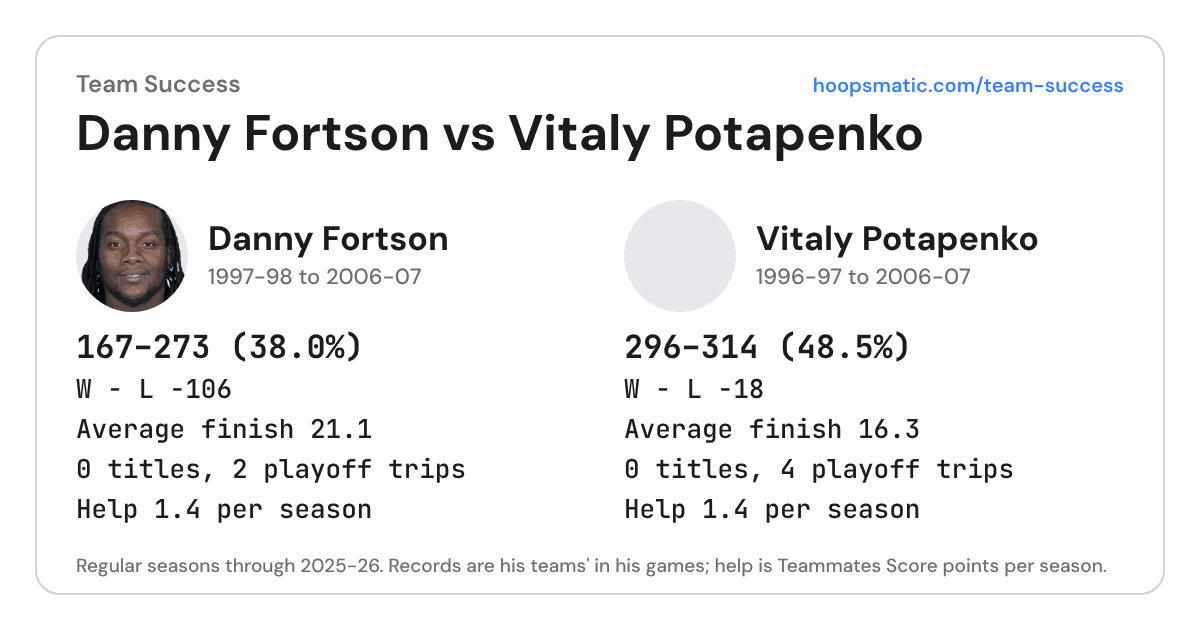 Team Success
hoopsmatic.com/team-success
Danny Fortson vs Vitaly Potapenko
Danny Fortson
1997-98 to 2006-07
167-273 (38.0%)
W - L -106
Average finish 21.1
0 titles, 2 playoff trips
Help 1.4 per season
Vitaly Potapenko
1996-97 to 2006-07
296-314 (48.5%)
W - L -18
Average finish 16.3
0 titles, 4 playoff trips
Help 1.4 per season
Regular seasons through 2025-26. Records are his teams' in his games; help is Teammates Score points per season.